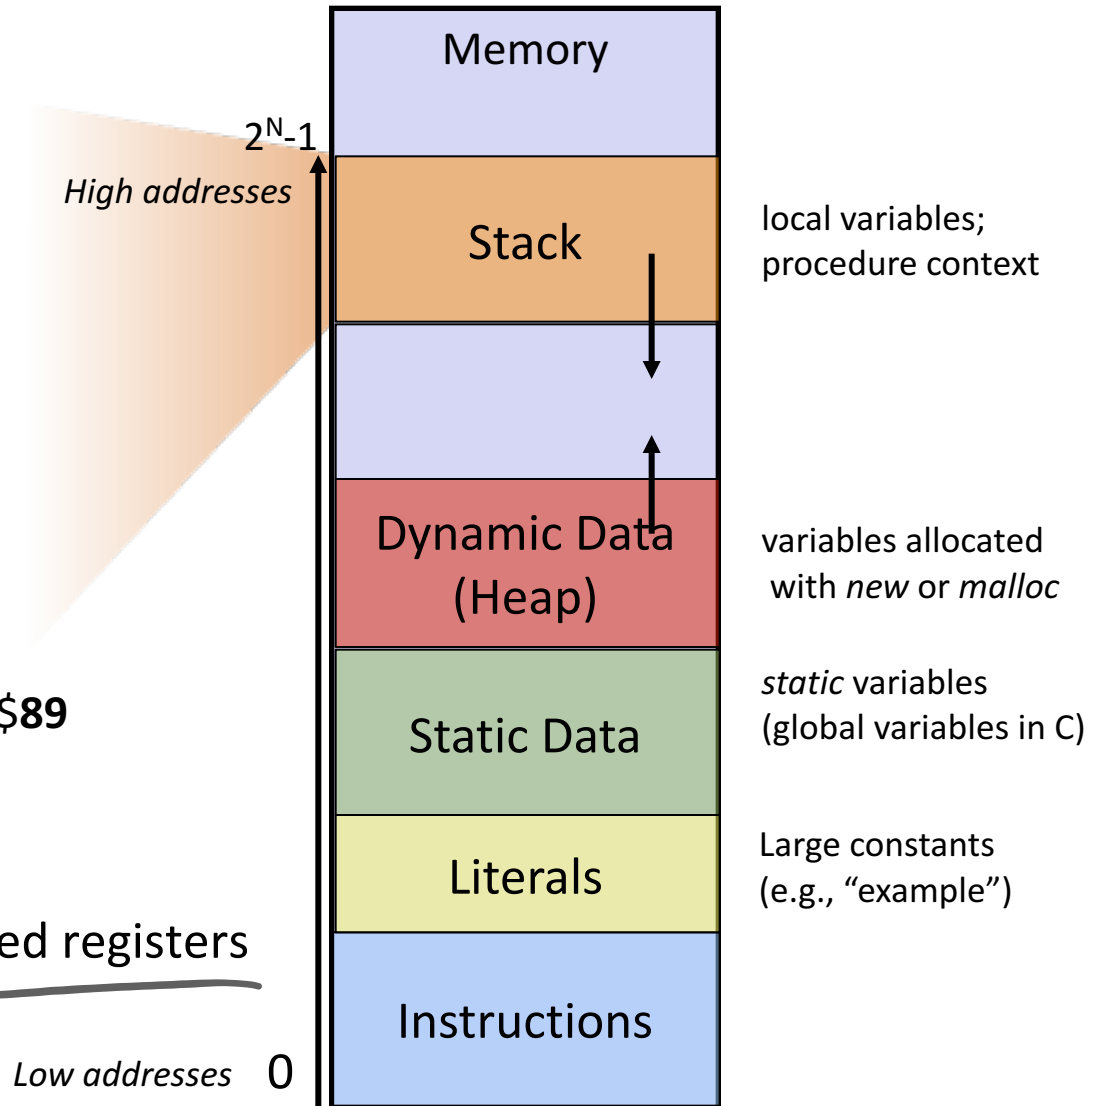 Memory
2ᴺ-1
High addresses
Stack
local variables;
procedure context
Dynamic Data
(Heap)
variables allocated
with new or malloc
$89
Static Data
static variables
(global variables in C)
Literals
Large constants
(e.g., “example”)
ed registers
Instructions
Low addresses 0